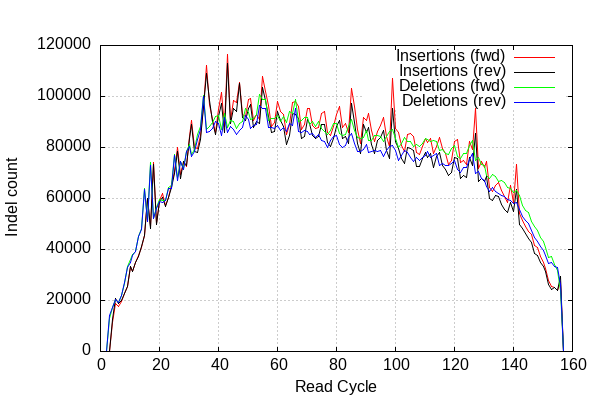 120000
100000
80000
60000
40000
20000
0
Indel count
Insertions (fwd)
Insertions (rev)
Deletions (fwd)
Deletions (rev)
0 20 40 60 80 100 120 140 160
Read Cycle